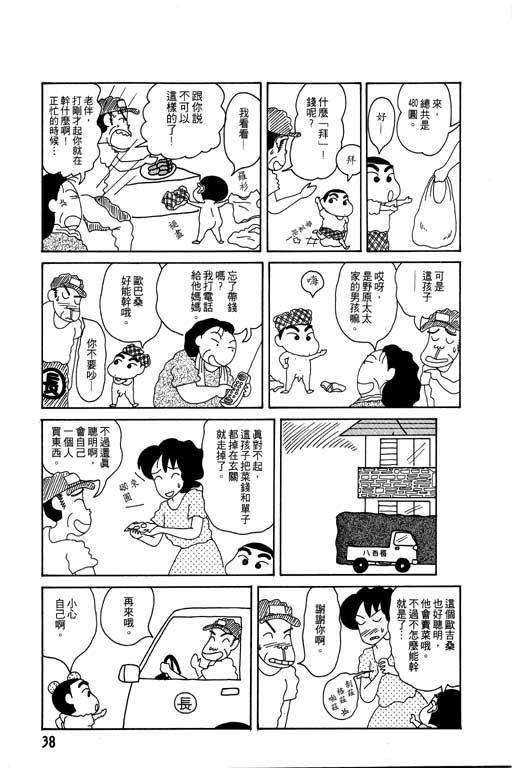 來，
總共是
480圓。
好—
什麼「拜」！
錢呢？
拜
我看看
跟你說
不可以
這樣的了！
老伴，
打剛才起你就在
幹什麼啊！
正忙的時候…
可是
這孩子
哎呀，
是野原太太
家的男孩嘛。
嗨
忘了帶錢
嗎？
我打電話
給他媽媽。
歐巴桑
好能幹哦。
你不要吵
長
八百長
真對不起，
這孩子把菜錢和單子
都掉在玄關
就走掉了。
不過還真
聰明啊，
會自己
一個人
買東西。
這個歐吉桑
也好聰明，
他會賣菜哦。
不過不怎麼能幹
就是了…
謝謝你啊。
再來哦。
長
小心
自己啊。
38